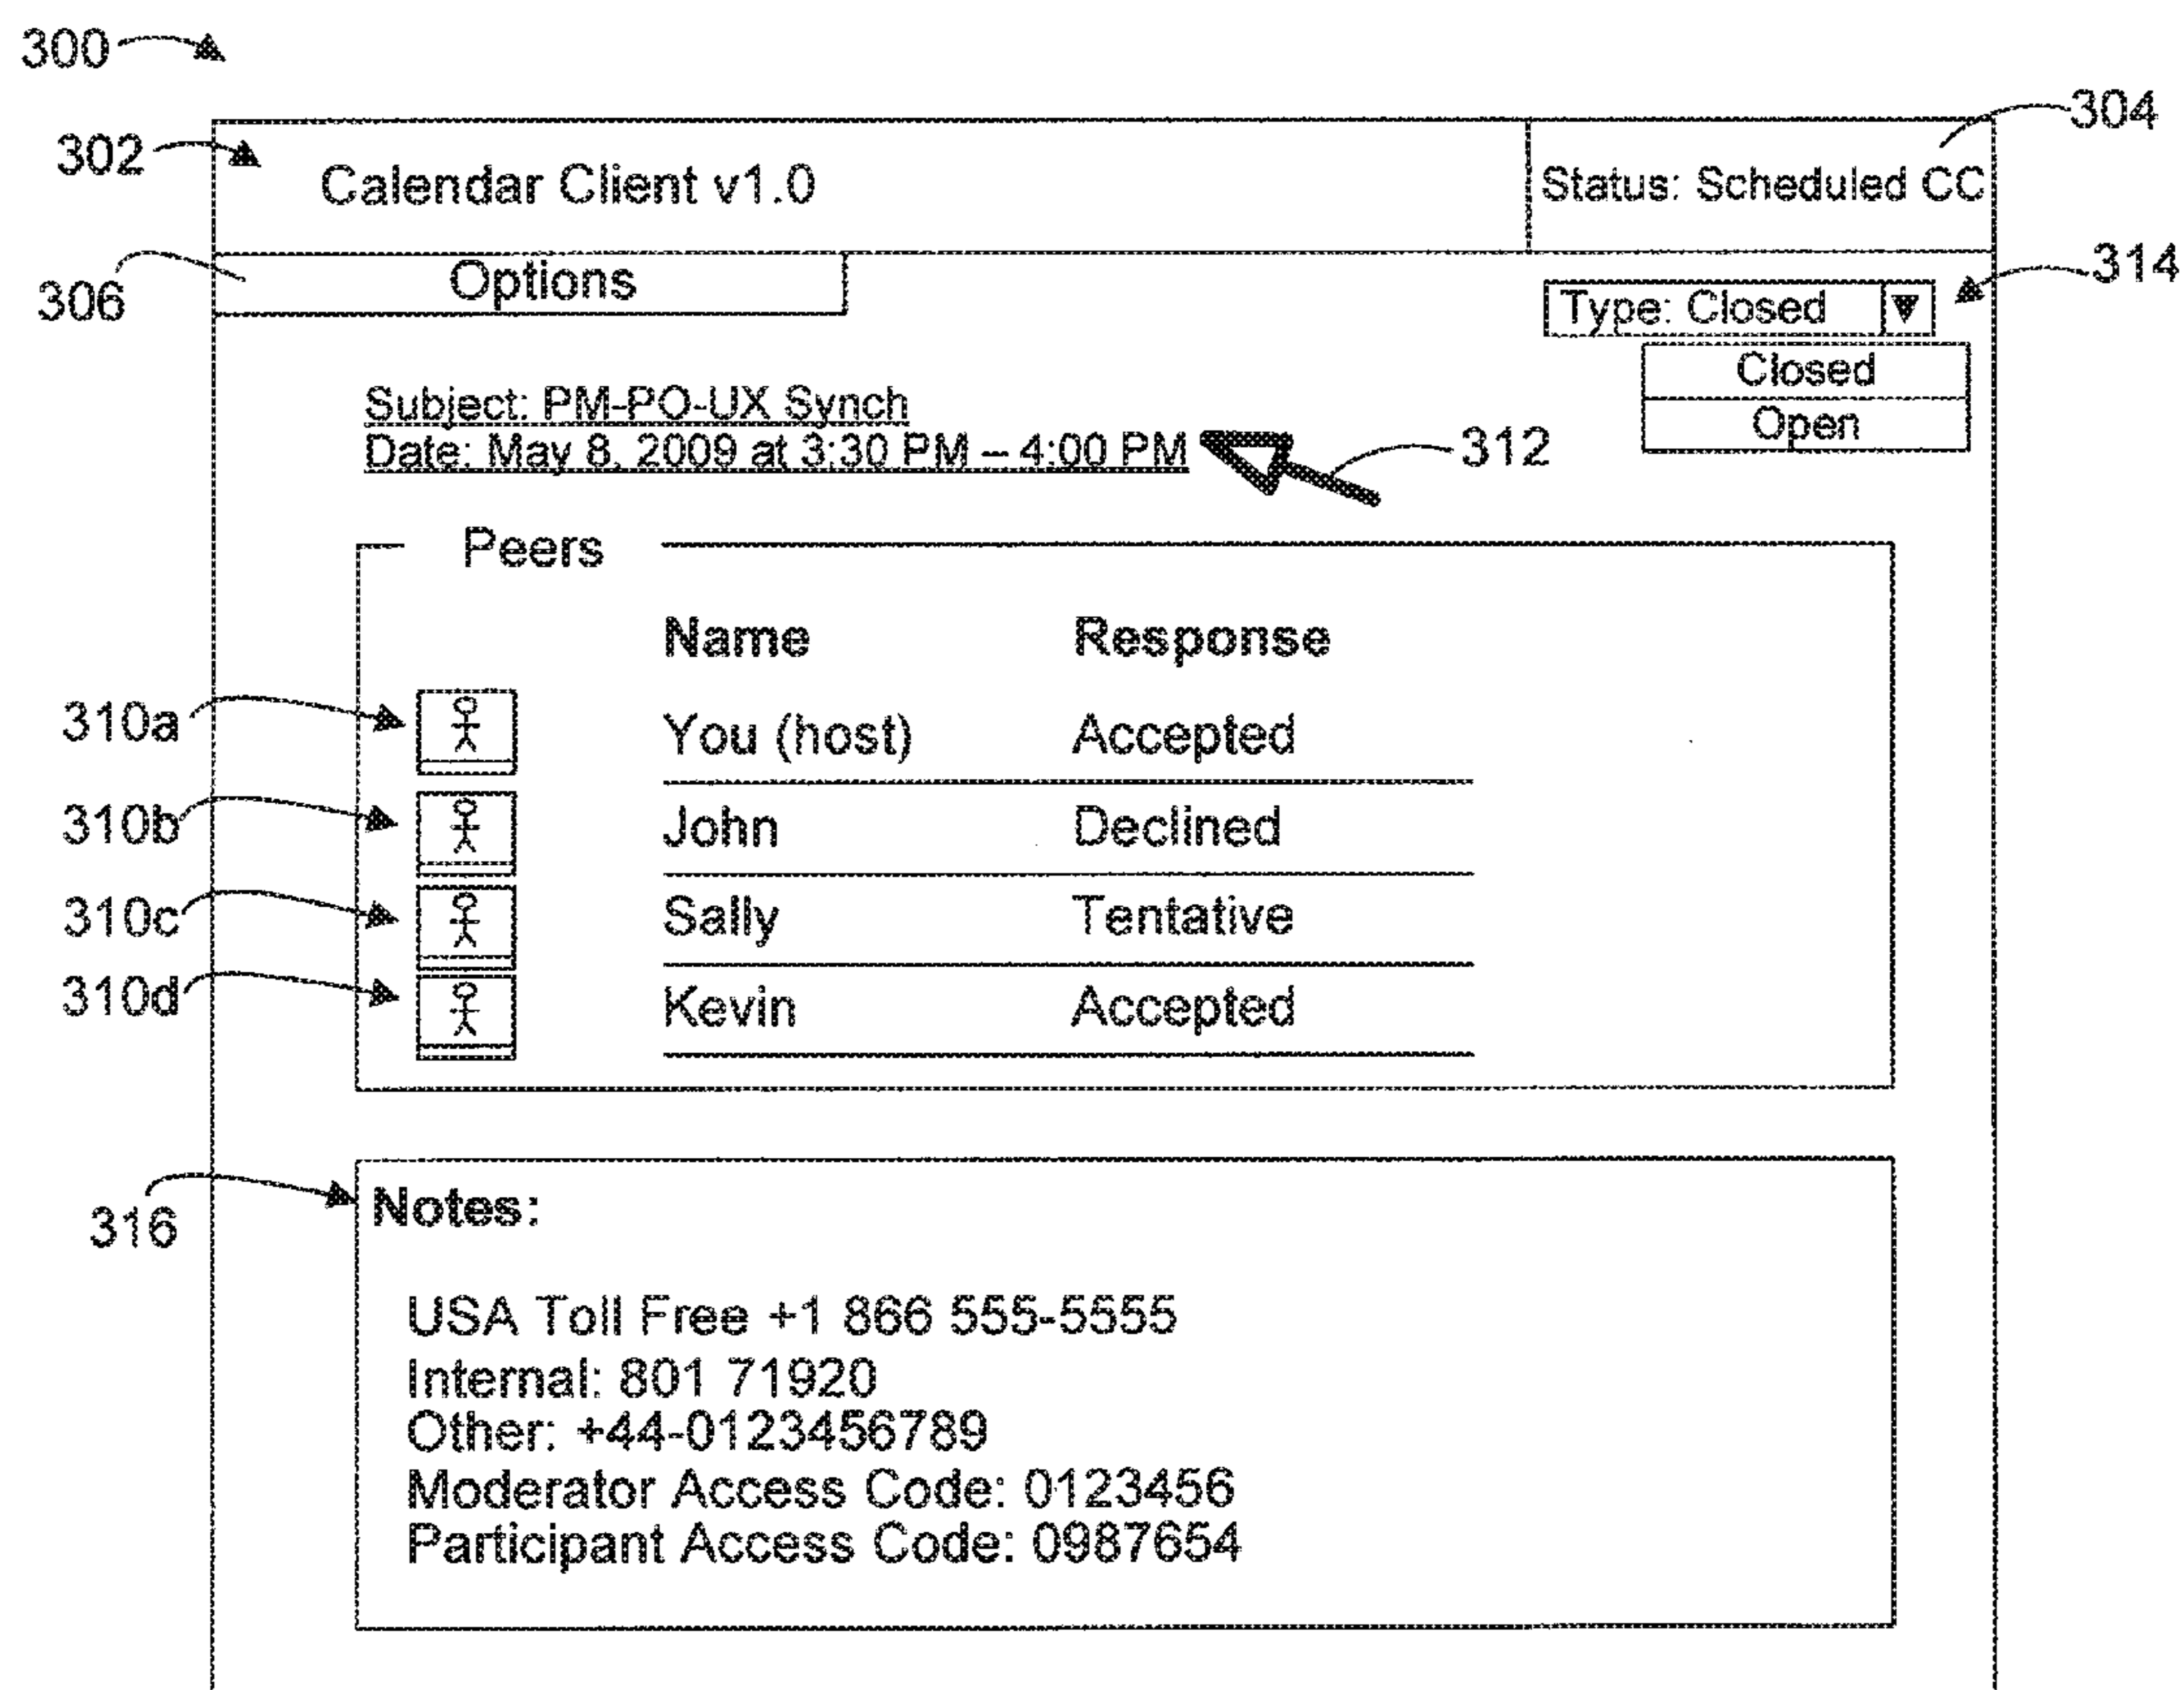 300
302
Calendar Client v1.0
Status: Scheduled CC
304
306
Options
Type: Closed
314
Closed
Open
Subject: PM-PO-UX Synch
Date: May 8, 2009 at 3:30 PM – 4:00 PM
312
Peers
Name Response
310a You (host) Accepted
310b John Declined
310c Sally Tentative
310d Kevin Accepted
316
Notes:
USA Toll Free +1 866 555-5555
Internal: 801 71920
Other: +44-0123456789
Moderator Access Code: 0123456
Participant Access Code: 0987654